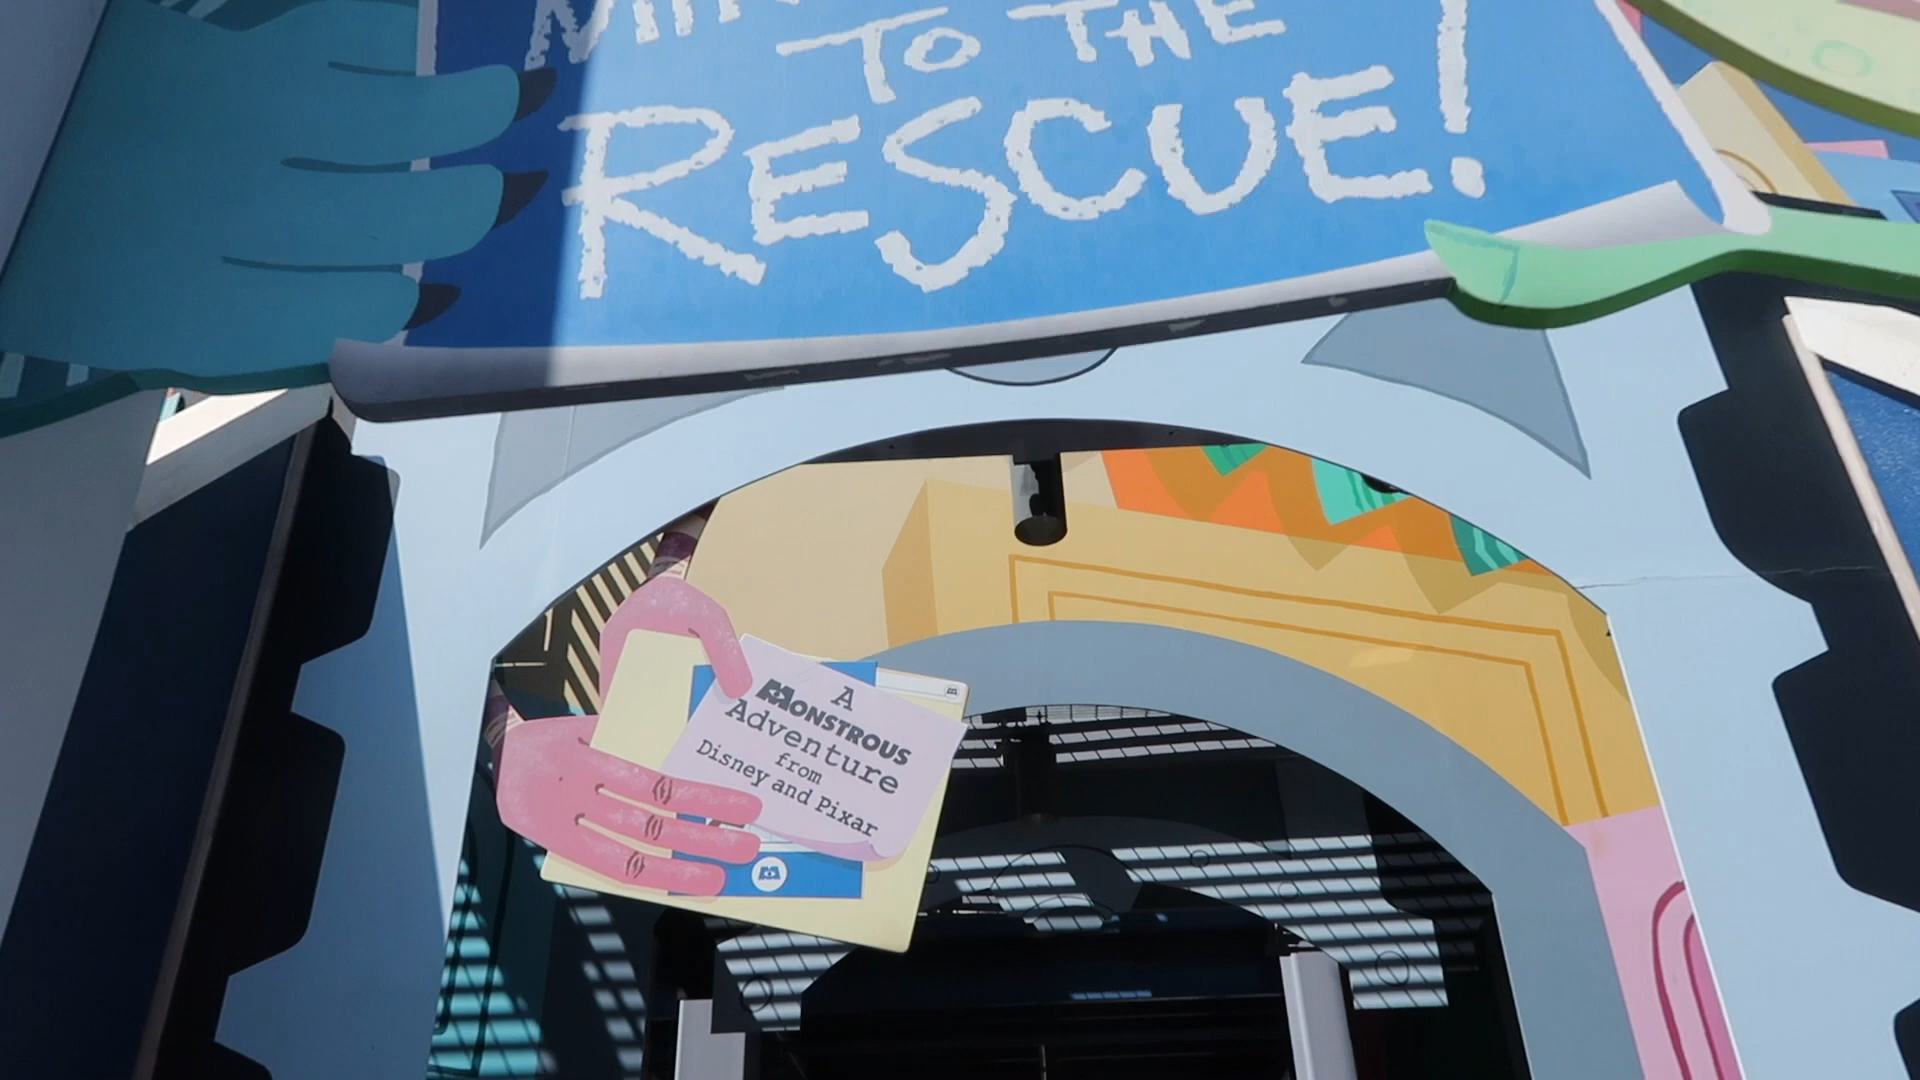 TO THE
RESCUE!
A
MONSTROUS
Adventure
from
Disney and Pixar